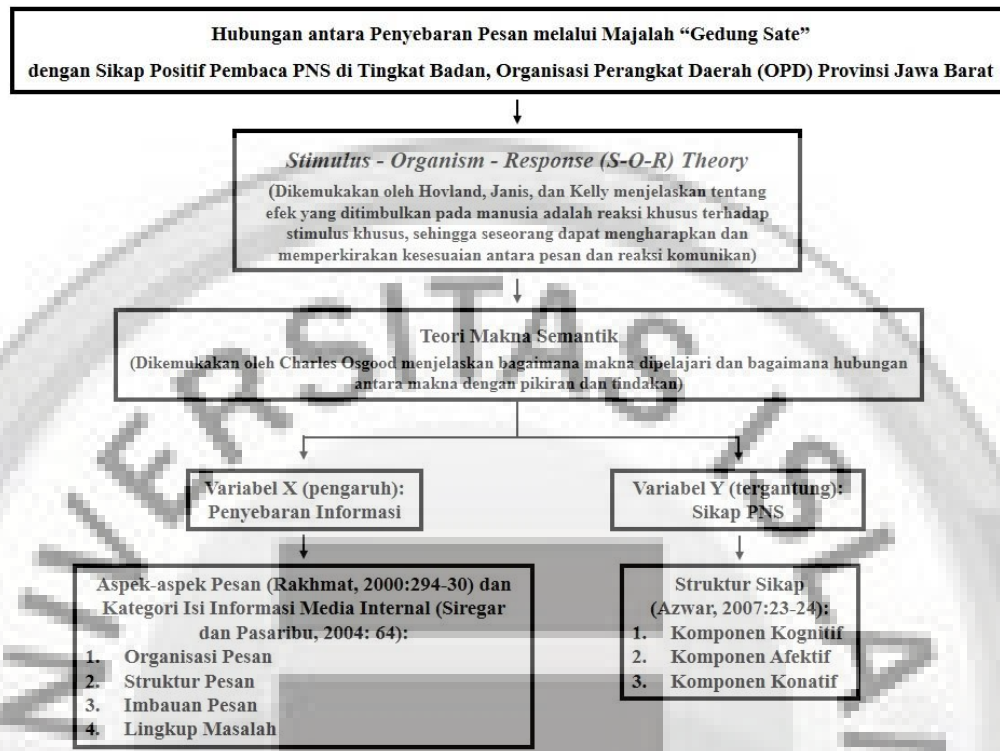 Hubungan antara Penyebaran Pesan melalui Majalah “Gedung Sate”
dengan Sikap Positif Pembaca PNS di Tingkat Badan, Organisasi Perangkat Daerah (OPD) Provinsi Jawa Barat
Stimulus - Organism - Response (S-O-R) Theory
(Dikemukakan oleh Hovland, Janis, dan Kelly menjelaskan tentang
efek yang ditimbulkan pada manusia adalah reaksi khusus terhadap
stimulus khusus, sehingga seseorang dapat mengharapkan dan
memperkirakan kesesuaian antara pesan dan reaksi komunikan)
Teori Makna Semantik
(Dikemukakan oleh Charles Osgood menjelaskan bagaimana makna dipelajari dan bagaimana hubungan
antara makna dengan pikiran dan tindakan)
Variabel X (pengaruh):
Penyebaran Informasi
Variabel Y (tergantung):
Sikap PNS
Aspek-aspek Pesan (Rakhmat, 2000:294-30) dan
Kategori Isi Informasi Media Internal (Siregar
dan Pasaribu, 2004: 64):
1. Organisasi Pesan
2. Struktur Pesan
3. Imbauan Pesan
4. Lingkup Masalah
Struktur Sikap
(Azwar, 2007:23-24):
1. Komponen Kognitif
2. Komponen Afektif
3. Komponen Konatif